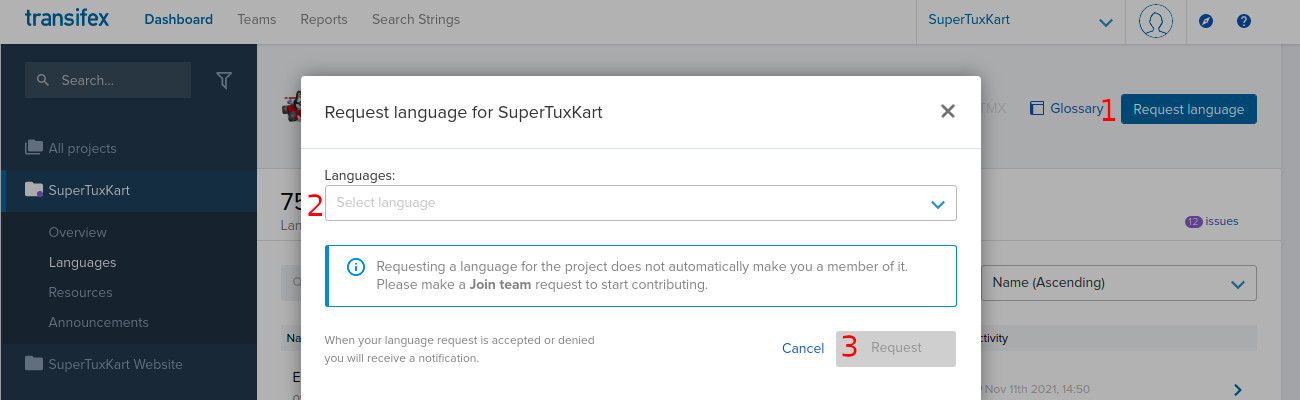 transifex Dashboard Teams Reports Search Strings SuperTuxKart
Search...
All projects
SuperTuxKart
Overview
Languages
Resources
Announcements
SuperTuxKart Website
TMX Glossary 1 Request language
Request language for SuperTuxKart
Languages:
2 Select language
Requesting a language for the project does not automatically make you a member of it.
Please make a Join team request to start contributing.
When your language request is accepted or denied
you will receive a notification.
Cancel 3 Request
75
12 issues
Name (Ascending)
Nov 11th 2021, 14:50